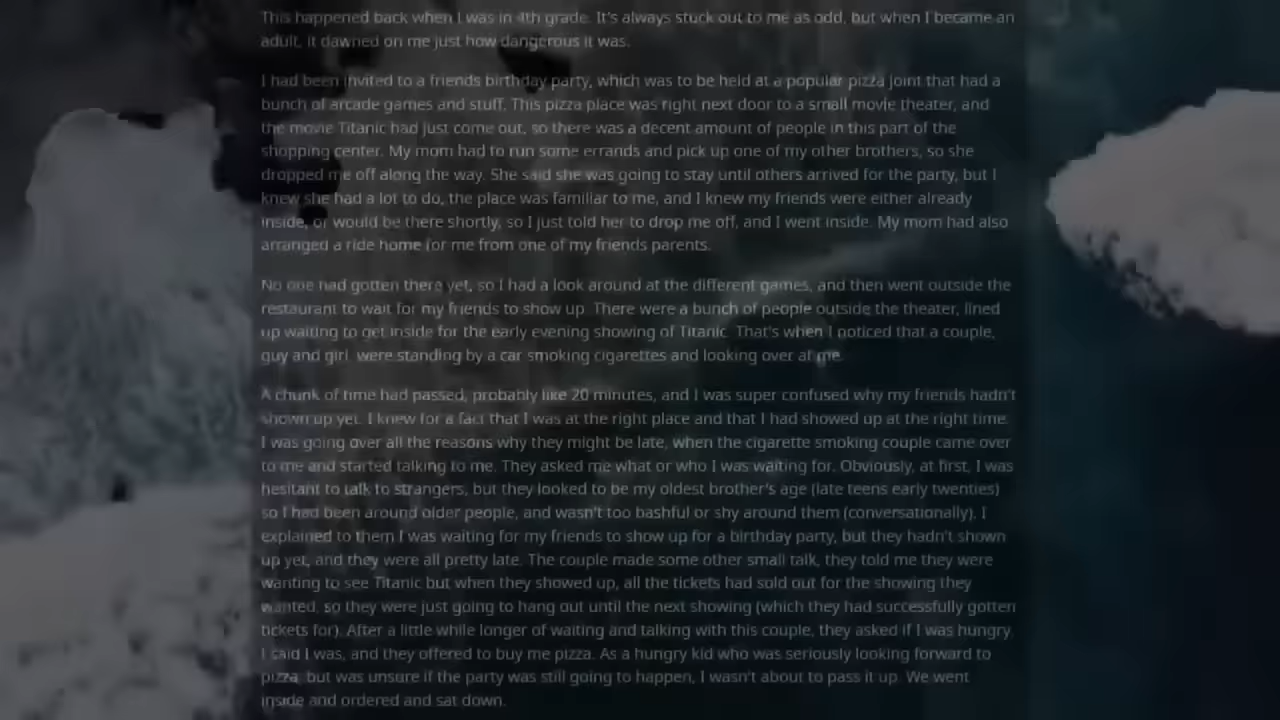 This happened back when I was in 4th grade. It's always stuck out to me as odd, but when I became an
adult, it dawned on me just how dangerous it was.
I had been invited to a friends birthday party, which was to be held at a popular pizza joint that had a
bunch of arcade games and stuff. This pizza place was right next door to a small movie theater, and
the movie Titanic had just come out, so there was a decent amount of people in this part of the
shopping center. My mom had to run some errands and pick up one of my other brothers, so she
dropped me off along the way. She said she was going to stay until others arrived for the party, but I
knew she had a lot to do, the place was familiar to me, and I knew my friends were either already
inside, or would be there shortly, so I just told her to drop me off, and I went inside. My mom had also
arranged a ride home for me from one of my friends parents.
No one had gotten there yet, so I had a look around at the different games, and then went outside the
restaurant to wait for my friends to show up. There were a bunch of people outside the theater, lined
up waiting to get inside for the early evening showing of Titanic. That's when I noticed that a couple,
guy and girl, were standing by a car smoking cigarettes and looking over at me.
A chunk of time had passed, probably like 20 minutes, and I was super confused why my friends hadn't
shown up yet. I knew for a fact that I was at the right place and that I had showed up at the right time.
I was going over all the reasons why they might be late, when the cigarette smoking couple came over
to me and started talking to me. They asked me what or who I was waiting for. Obviously, at first, I was
hesitant to talk to strangers, but they looked to be my oldest brother's age (late teens early twenties)
so I had been around older people, and wasn't too bashful or shy around them (conversationally). I
explained to them I was waiting for my friends to show up for a birthday party, but they hadn't shown
up yet, and they were all pretty late. The couple made some other small talk, they told me they were
wanting to see Titanic but when they showed up, all the tickets had sold out for the showing they
wanted, so they were just going to hang out until the next showing (which they had successfully gotten
tickets for). After a little while longer of waiting and talking with this couple, they asked if I was hungry.
I said I was, and they offered to buy me pizza. As a hungry kid who was seriously looking forward to
pizza, but was unsure if the party was still going to happen, I wasn't about to pass it up. We went
inside and ordered and sat down.